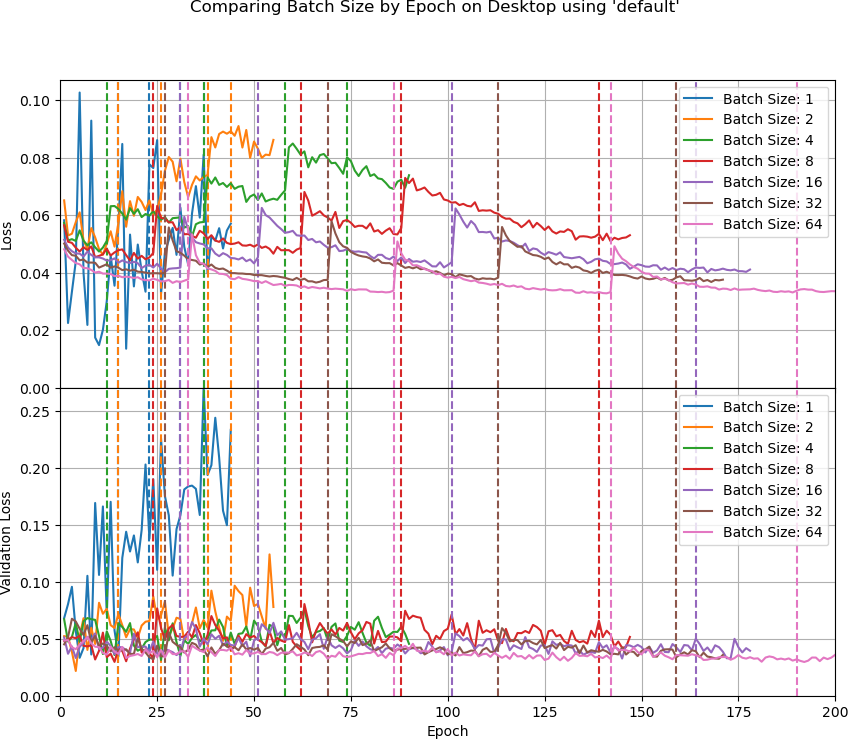 Comparing Batch Size by Epoch on Desktop using 'default'
Loss
0.10
0.08
0.06
0.04
0.02
0.00
Batch Size: 1
Batch Size: 2
Batch Size: 4
Batch Size: 8
Batch Size: 16
Batch Size: 32
Batch Size: 64
Validation Loss
0.25
0.20
0.15
0.10
0.05
0.00
Batch Size: 1
Batch Size: 2
Batch Size: 4
Batch Size: 8
Batch Size: 16
Batch Size: 32
Batch Size: 64
0 25 50 75 100 125 150 175 200
Epoch